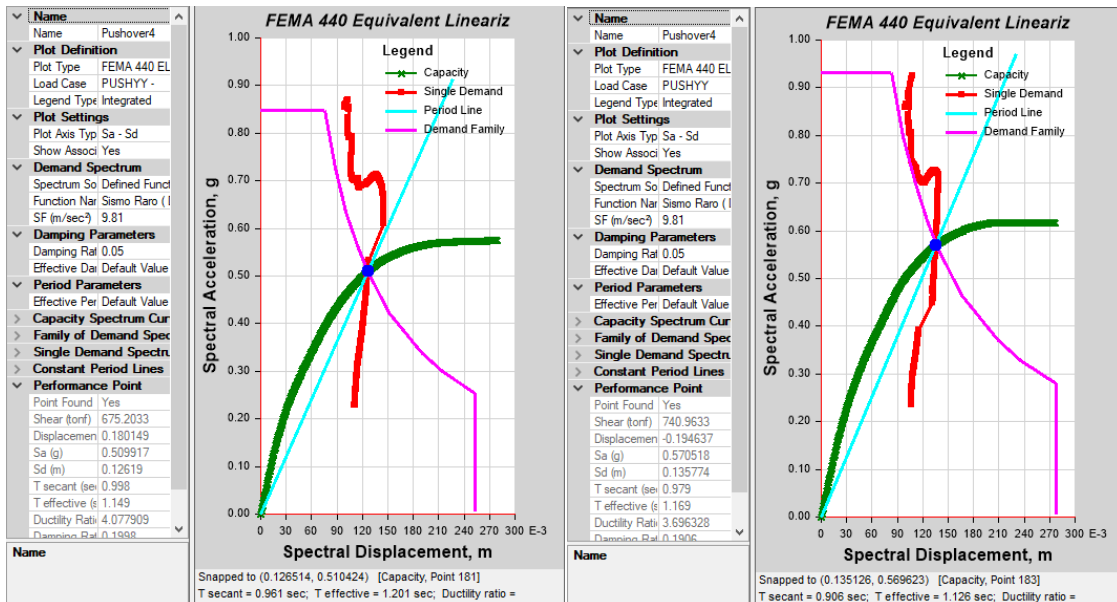 Name
Name Pushover4
Plot Definition
Plot Type FEMA 440 EL
Load Case PUSHYY -
Legend Type Integrated
Plot Settings
Plot Axis Typ Sa - Sd
Show Associ Yes
Demand Spectrum
Spectrum So Defined Funct
Function Nar Sismo Raro (
SF (m/sec²) 9.81
Damping Parameters
Damping Rat 0.05
Effective Dar Default Value
Period Parameters
Effective Per Default Value
Capacity Spectrum Cur
Family of Demand Spec
Single Demand Spectru
Constant Period Lines
Performance Point
Point Found Yes
Shear (tonf) 675.2033
Displacemen 0.180149
Sa (g) 0.509917
Sd (m) 0.12619
T secant (se 0.998
T effective (s 1.149
Ductility Rati 4.077909
Damping Rat 0.1998
Name
FEMA 440 Equivalent Lineariz
Legend
Capacity
Single Demand
Period Line
Demand Family
1.00
0.90
0.80
0.70
0.60
0.50
0.40
0.30
0.20
0.10
0.00
Spectral Acceleration, g
0 30 60 90 120 150 180 210 240 270 300 E-3
Spectral Displacement, m
Snapped to (0.126514, 0.510424) [Capacity, Point 181]
T secant = 0.961 sec; T effective = 1.201 sec; Ductility ratio =
Name
Name Pushover4
Plot Definition
Plot Type FEMA 440 EL
Load Case PUSHYY
Legend Type Integrated
Plot Settings
Plot Axis Typ Sa - Sd
Show Associ Yes
Demand Spectrum
Spectrum So Defined Funct
Function Nar Sismo Raro (
SF (m/sec²) 9.81
Damping Parameters
Damping Rat 0.05
Effective Dar Default Value
Period Parameters
Effective Per Default Value
Capacity Spectrum Cur
Family of Demand Spec
Single Demand Spectru
Constant Period Lines
Performance Point
Point Found Yes
Shear (tonf) 740.9633
Displacemen -0.194637
Sa (g) 0.570518
Sd (m) 0.135774
T secant (se 0.979
T effective (s 1.169
Ductility Rati 3.696328
Damping Rat 0.1906
Name
FEMA 440 Equivalent Lineariz
Legend
Capacity
Single Demand
Period Line
Demand Family
1.00
0.90
0.80
0.70
0.60
0.50
0.40
0.30
0.20
0.10
0.00
Spectral Acceleration, g
0 30 60 90 120 150 180 210 240 270 300 E-3
Spectral Displacement, m
Snapped to (0.135126, 0.569623) [Capacity, Point 183]
T secant = 0.906 sec; T effective = 1.126 sec; Ductility ratio =